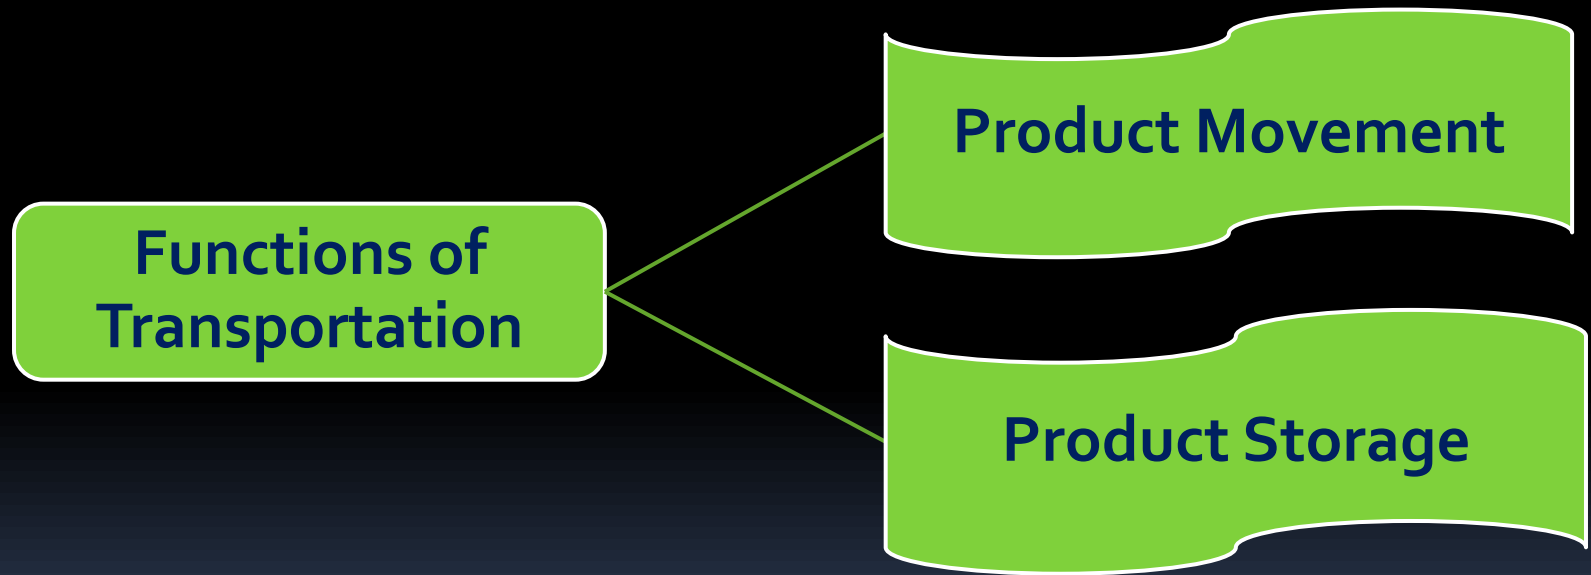 Functions of
Transportation
Product Movement
Product Storage